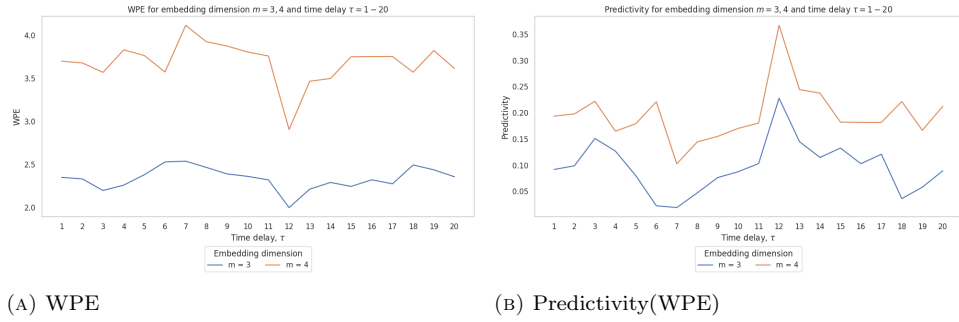 WPE for embedding dimension m = 3, 4 and time delay τ = 1 − 20
4.0
3.5
3.0
2.5
2.0
WPE
1 2 3 4 5 6 7 8 9 10 11 12 13 14 15 16 17 18 19 20
Time delay, τ
Embedding dimension
m = 3 m = 4
(A) WPE
Predictivity for embedding dimension m = 3, 4 and time delay τ = 1 − 20
0.35
0.30
0.25
0.20
0.15
0.10
0.05
Predictivity
1 2 3 4 5 6 7 8 9 10 11 12 13 14 15 16 17 18 19 20
Time delay, τ
Embedding dimension
m = 3 m = 4
(B) Predictivity(WPE)